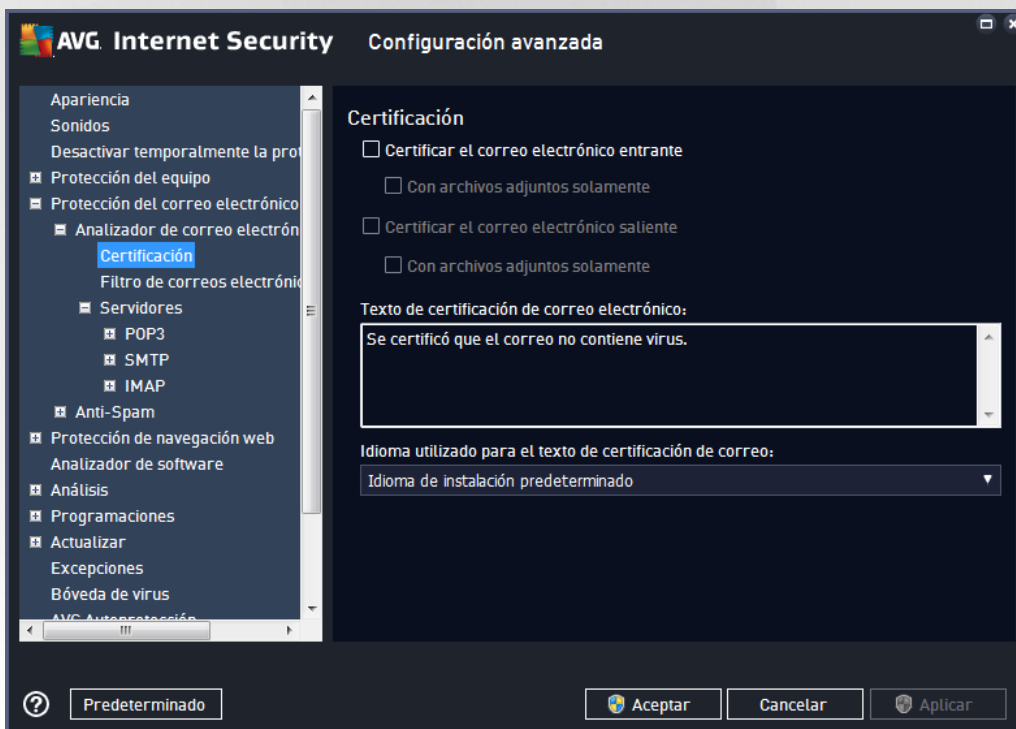 AVG. Internet Security Configuración avanzada
Apariencia
Sonidos
Desactivar temporalmente la prot
Protección del equipo
Protección del correo electrónico
Analizador de correo electrón
Certificación
Filtro de correos electrónic
Servidores
POP3
SMTP
IMAP
Anti-Spam
Protección de navegación web
Analizador de software
Análisis
Programaciones
Actualizar
Excepciones
Bóveda de virus
AVG Autoprotección
Certificación
Certificar el correo electrónico entrante
Con archivos adjuntos solamente
Certificar el correo electrónico saliente
Con archivos adjuntos solamente
Texto de certificación de correo electrónico:
Se certificó que el correo no contiene virus.
Idioma utilizado para el texto de certificación de correo:
Idioma de instalación predeterminado
? Predeterminado Aceptar Cancelar Aplicar